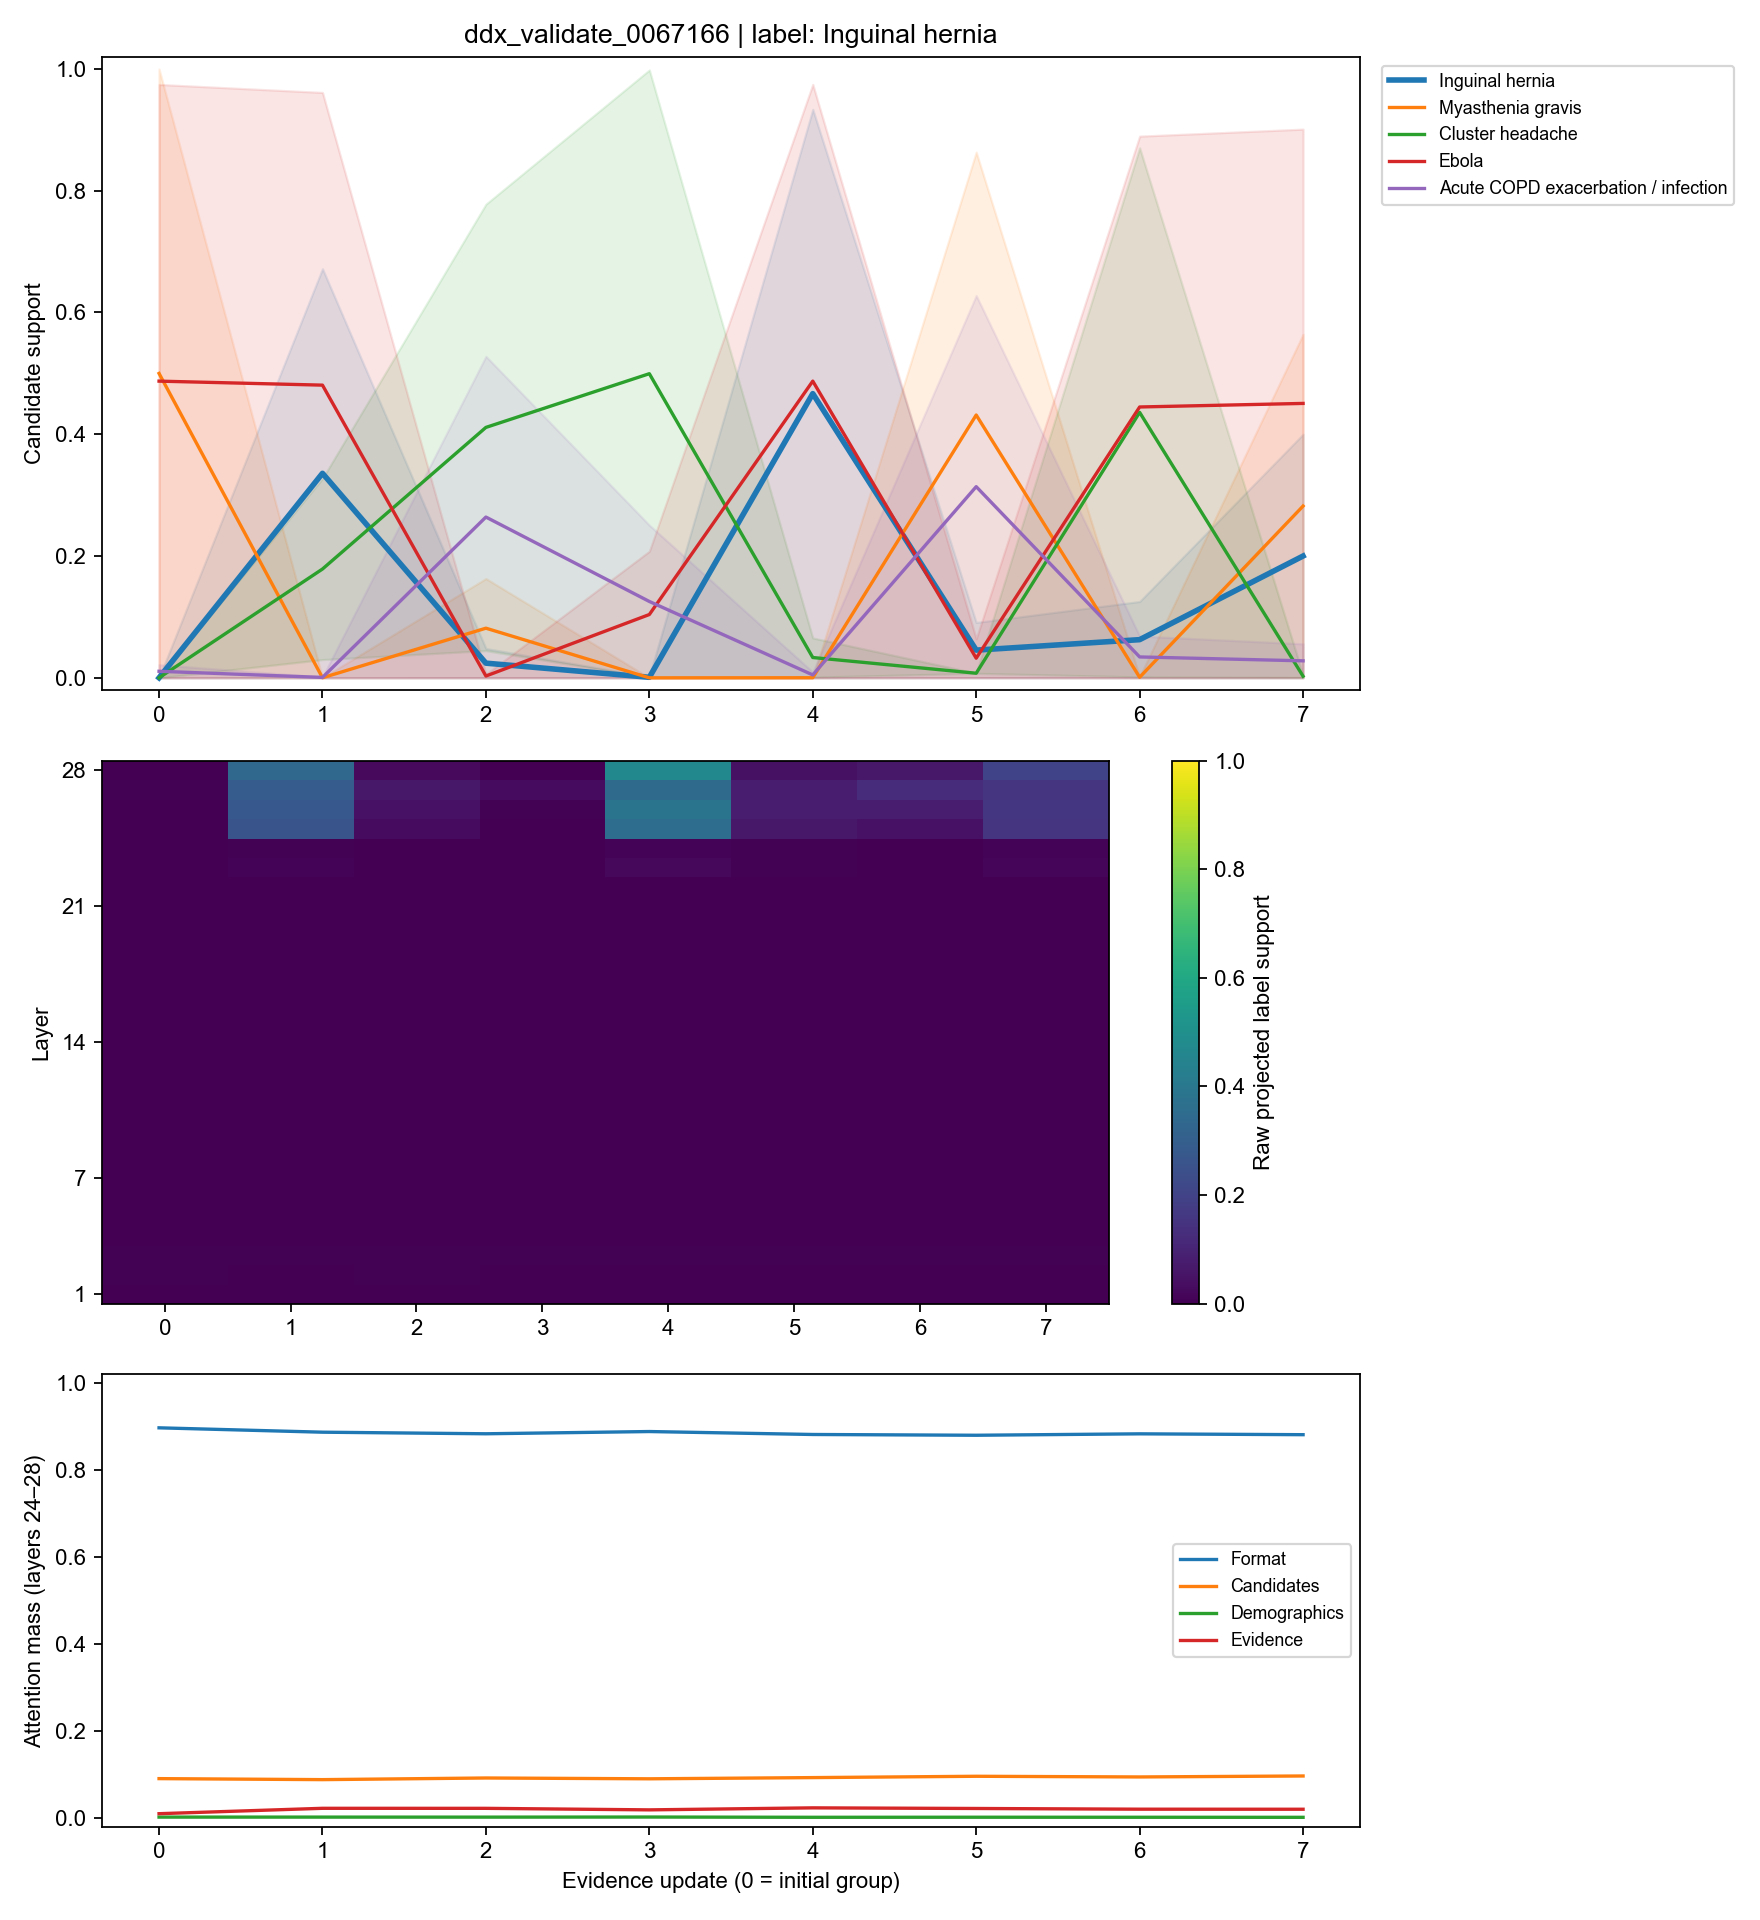 ddx_validate_0067166 | label: Inguinal hernia
Candidate support
1.0
0.8
0.6
0.4
0.2
0.0
0 1 2 3 4 5 6 7
Inguinal hernia
Myasthenia gravis
Cluster headache
Ebola
Acute COPD exacerbation / infection
Layer
28
21
14
7
1
0 1 2 3 4 5 6 7
1.0
0.8
0.6
0.4
0.2
0.0
Raw projected label support
Attention mass (layers 24–28)
1.0
0.8
0.6
0.4
0.2
0.0
Format
Candidates
Demographics
Evidence
0 1 2 3 4 5 6 7
Evidence update (0 = initial group)